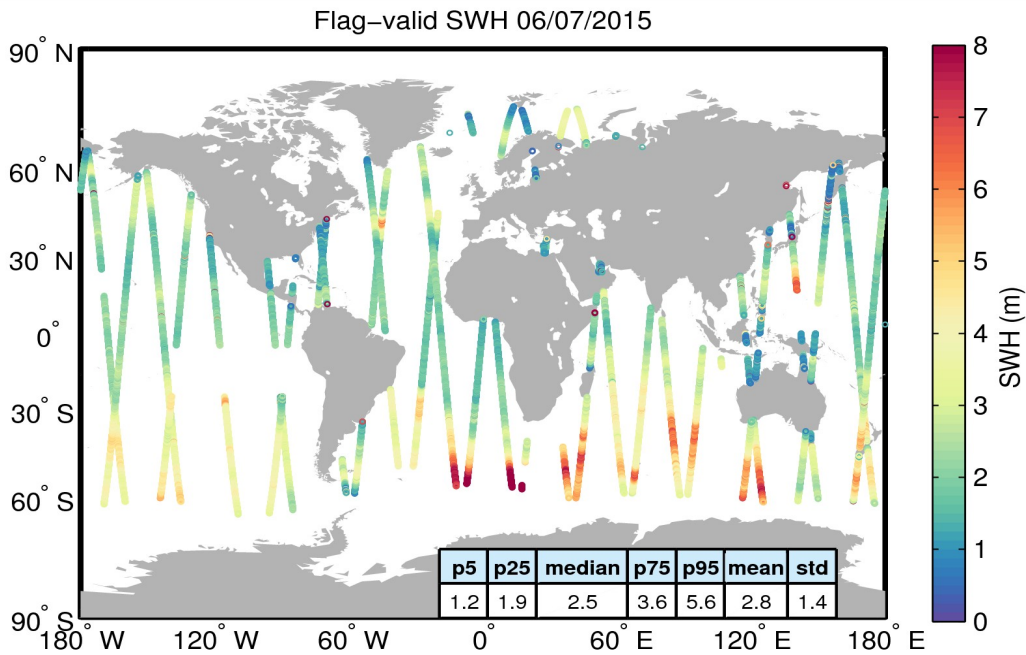 Flag−valid SWH 06/07/2015
90° N
60° N
30° N
0°
30° S
60° S
90° S
180° W
120° W
60° W
0°
60° E
120° E
180° E
p5 p25 median p75 p95 mean std
1.2 1.9 2.5 3.6 5.6 2.8 1.4
8
7
6
5
4
3
2
1
0
SWH (m)